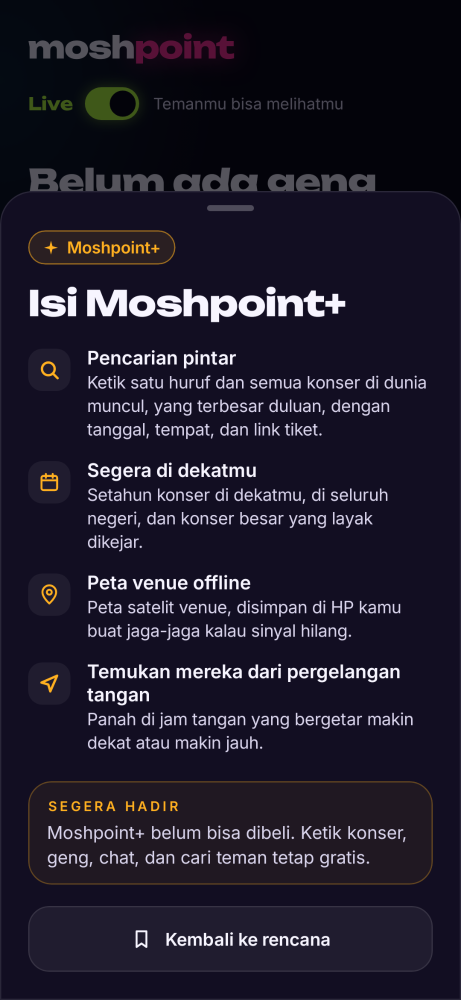 moshpoint
Live
Temanmu bisa melihatmu
Belum ada geng
Moshpoint+
Isi Moshpoint+
Pencarian pintar
Ketik satu huruf dan semua konser di dunia
muncul, yang terbesar duluan, dengan
tanggal, tempat, dan link tiket.
Segera di dekatmu
Setahun konser di dekatmu, di seluruh
negeri, dan konser besar yang layak
dikejar.
Peta venue offline
Peta satelit venue, disimpan di HP kamu
buat jaga-jaga kalau sinyal hilang.
Temukan mereka dari pergelangan
tangan
Panah di jam tangan yang bergetar makin
dekat atau makin jauh.
SEGERA HADIR
Moshpoint+ belum bisa dibeli. Ketik konser,
geng, chat, dan cari teman tetap gratis.
Kembali ke rencana